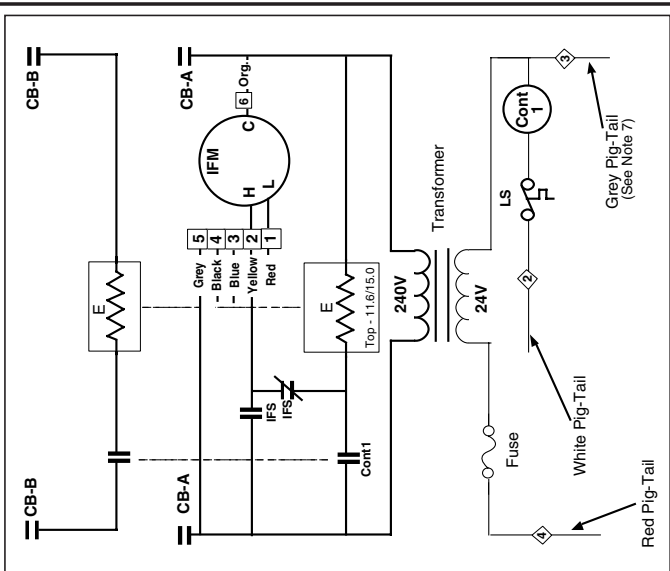 CB-B
CB-B
E
CB-A
CB-A
Org.
6
C
IFM
H
L
5
4
3
2
1
Grey
Black
Blue
Yellow
Red
IFS
IFS
E
Top - 11.6/15.0
Cont1
240V
24V
Transformer
Fuse
LS
Cont
1
2
3
4
White Pig-Tail
Grey Pig-Tail
(See Note 7)
Red Pig-Tail